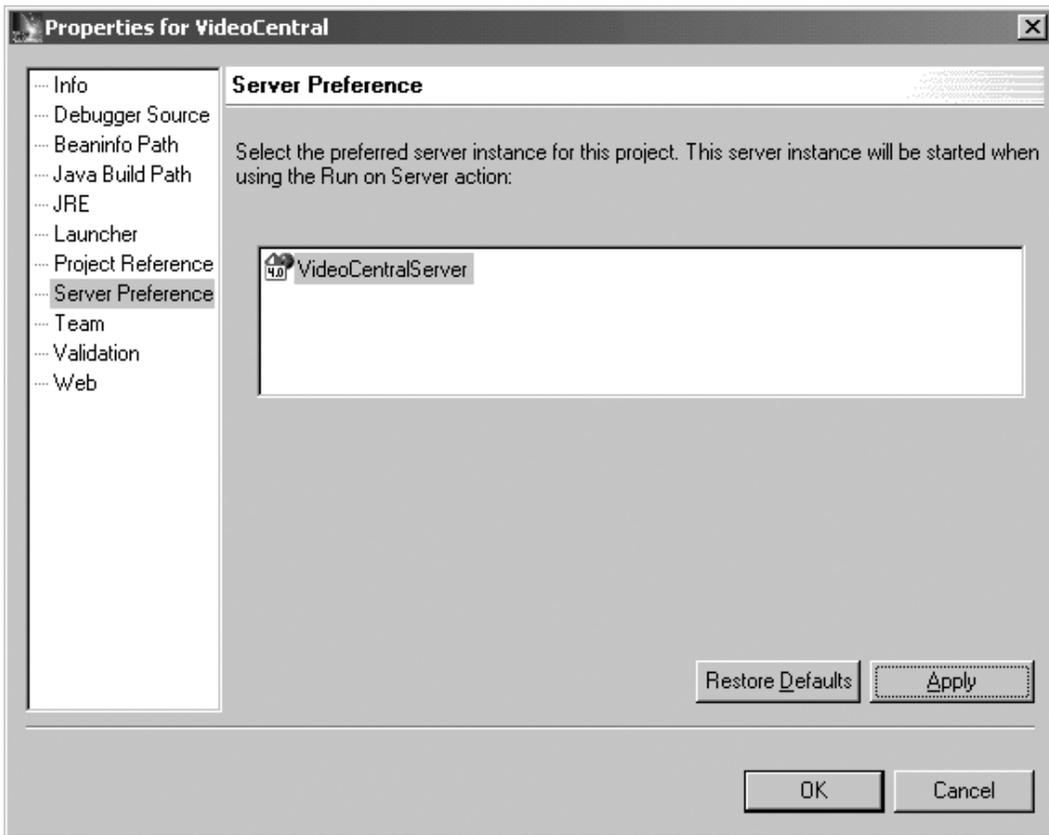 Properties for VideoCentral
Info
Debugger Source
Beaninfo Path
Java Build Path
JRE
Launcher
Project Reference
Server Preference
Team
Validation
Web
Server Preference
Select the preferred server instance for this project. This server instance will be started when
using the Run on Server action:
4.0 VideoCentralServer
Restore Defaults
Apply
OK
Cancel